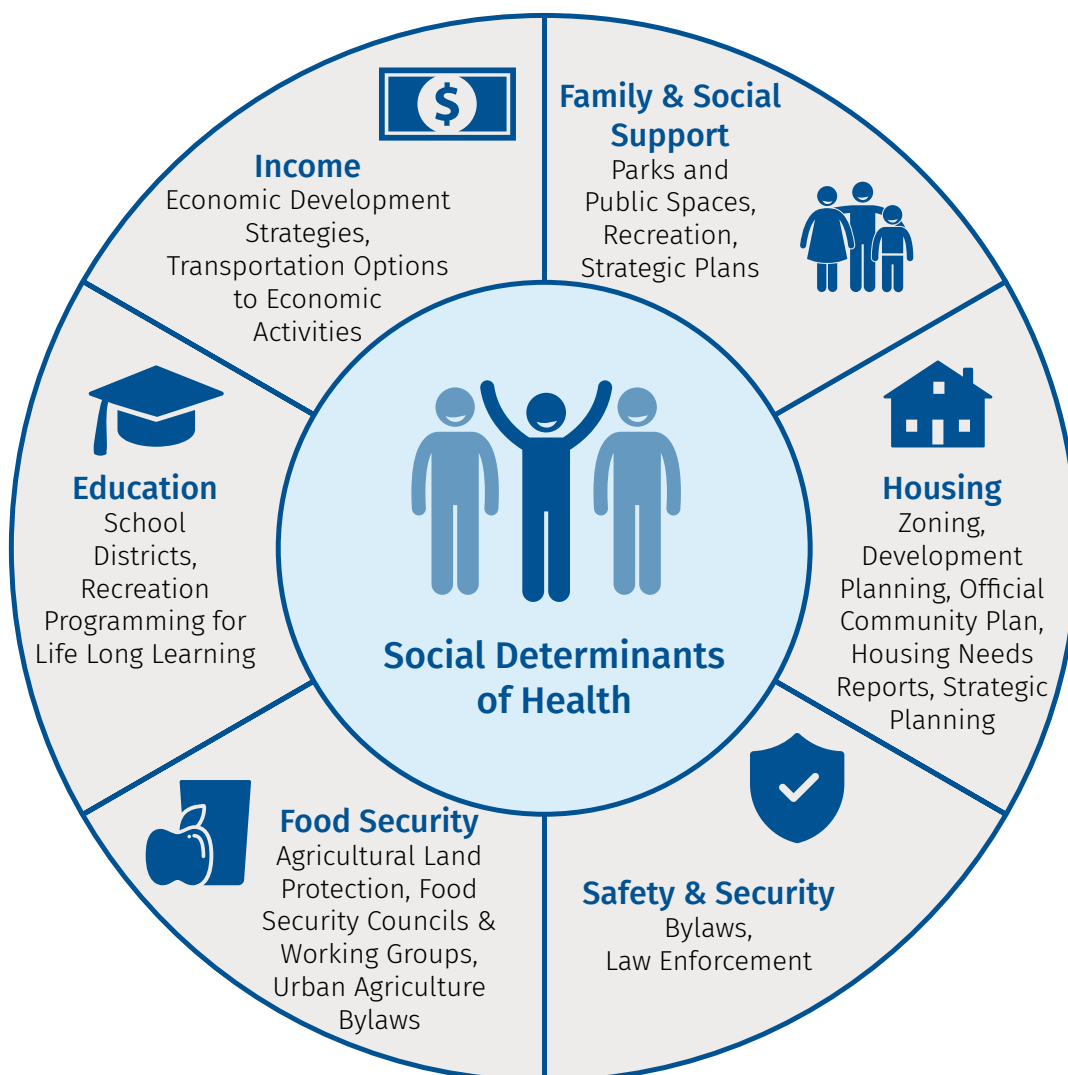 $
Income
Economic Development
Strategies,
Transportation Options
to Economic
Activities
Family & Social
Support
Parks and
Public Spaces,
Recreation,
Strategic Plans
Education
School
Districts,
Recreation
Programming for
Life Long Learning
Social Determinants
of Health
Housing
Zoning,
Development
Planning, Official
Community Plan,
Housing Needs
Reports, Strategic
Planning
Food Security
Agricultural Land
Protection, Food
Security Councils &
Working Groups,
Urban Agriculture
Bylaws
Safety & Security
Bylaws,
Law Enforcement